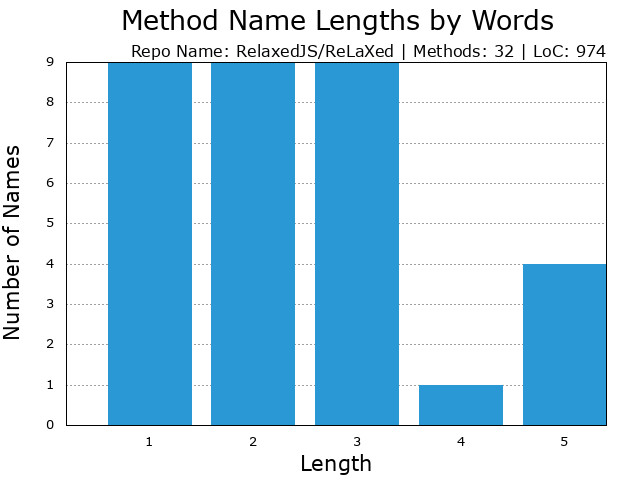 Method Name Lengths by Words
Repo Name: RelaxedJS/ReLaXed | Methods: 32 | LoC: 974
Number of Names
9
8
7
6
5
4
3
2
1
0
1 2 3 4 5
Length